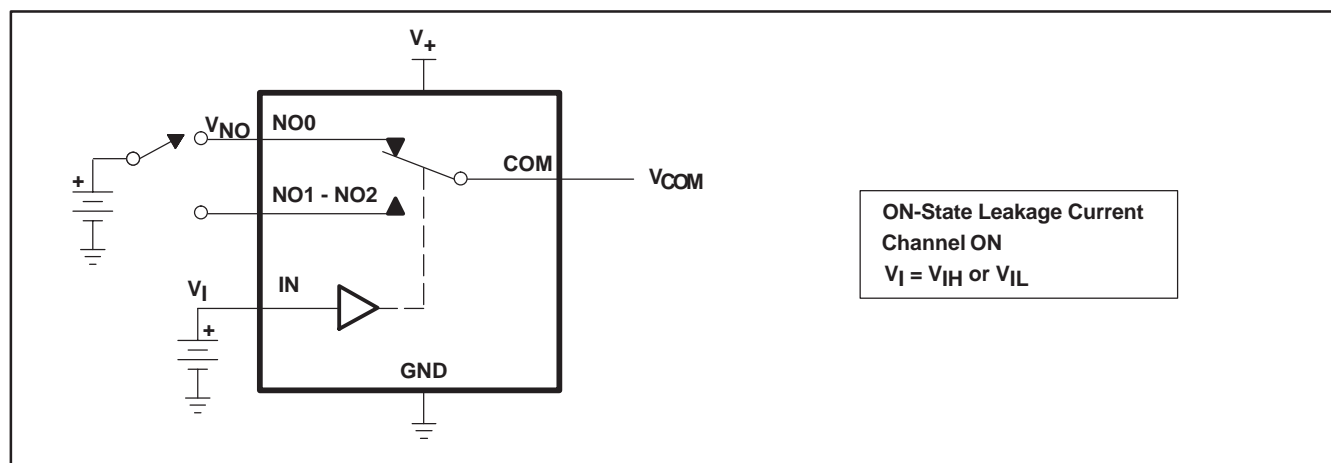 V+
VNO NO0
COM VCOM
NO1 - NO2
+
VI IN
+
GND
ON-State Leakage Current
Channel ON
VI = VIH or VIL